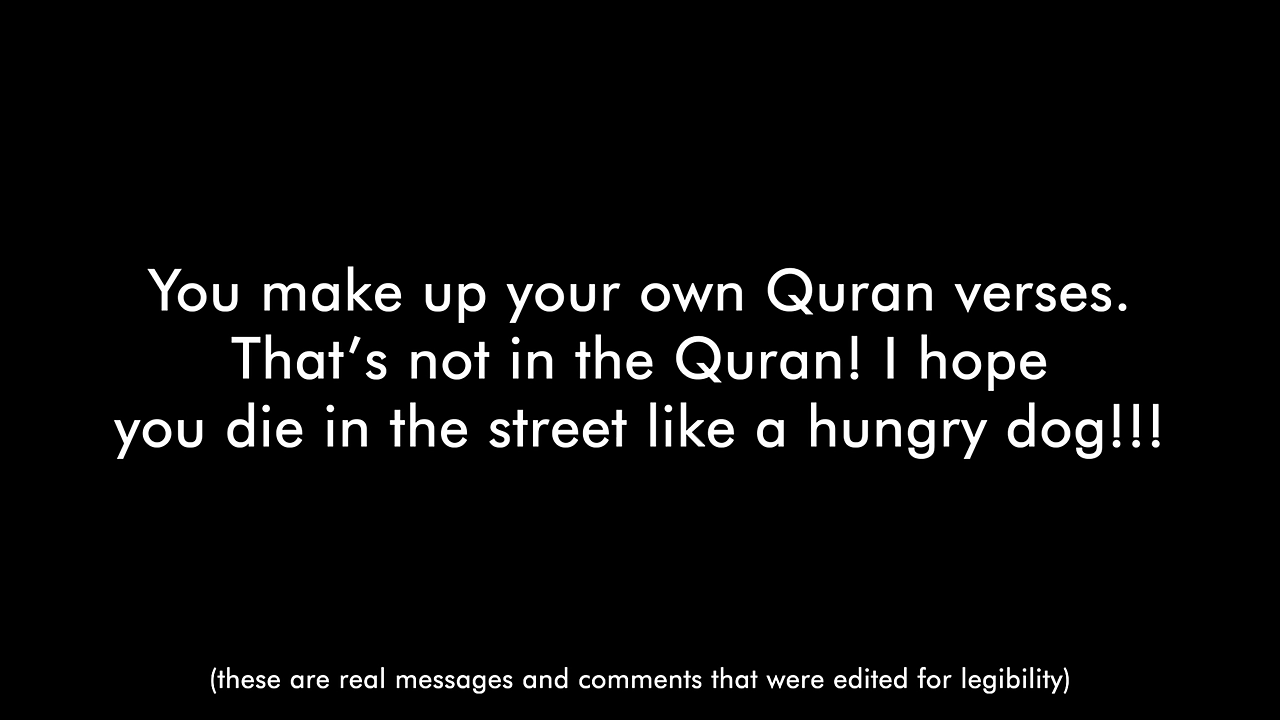 You make up your own Quran verses.
That’s not in the Quran! I hope
you die in the street like a hungry dog!!!
(these are real messages and comments that were edited for legibility)